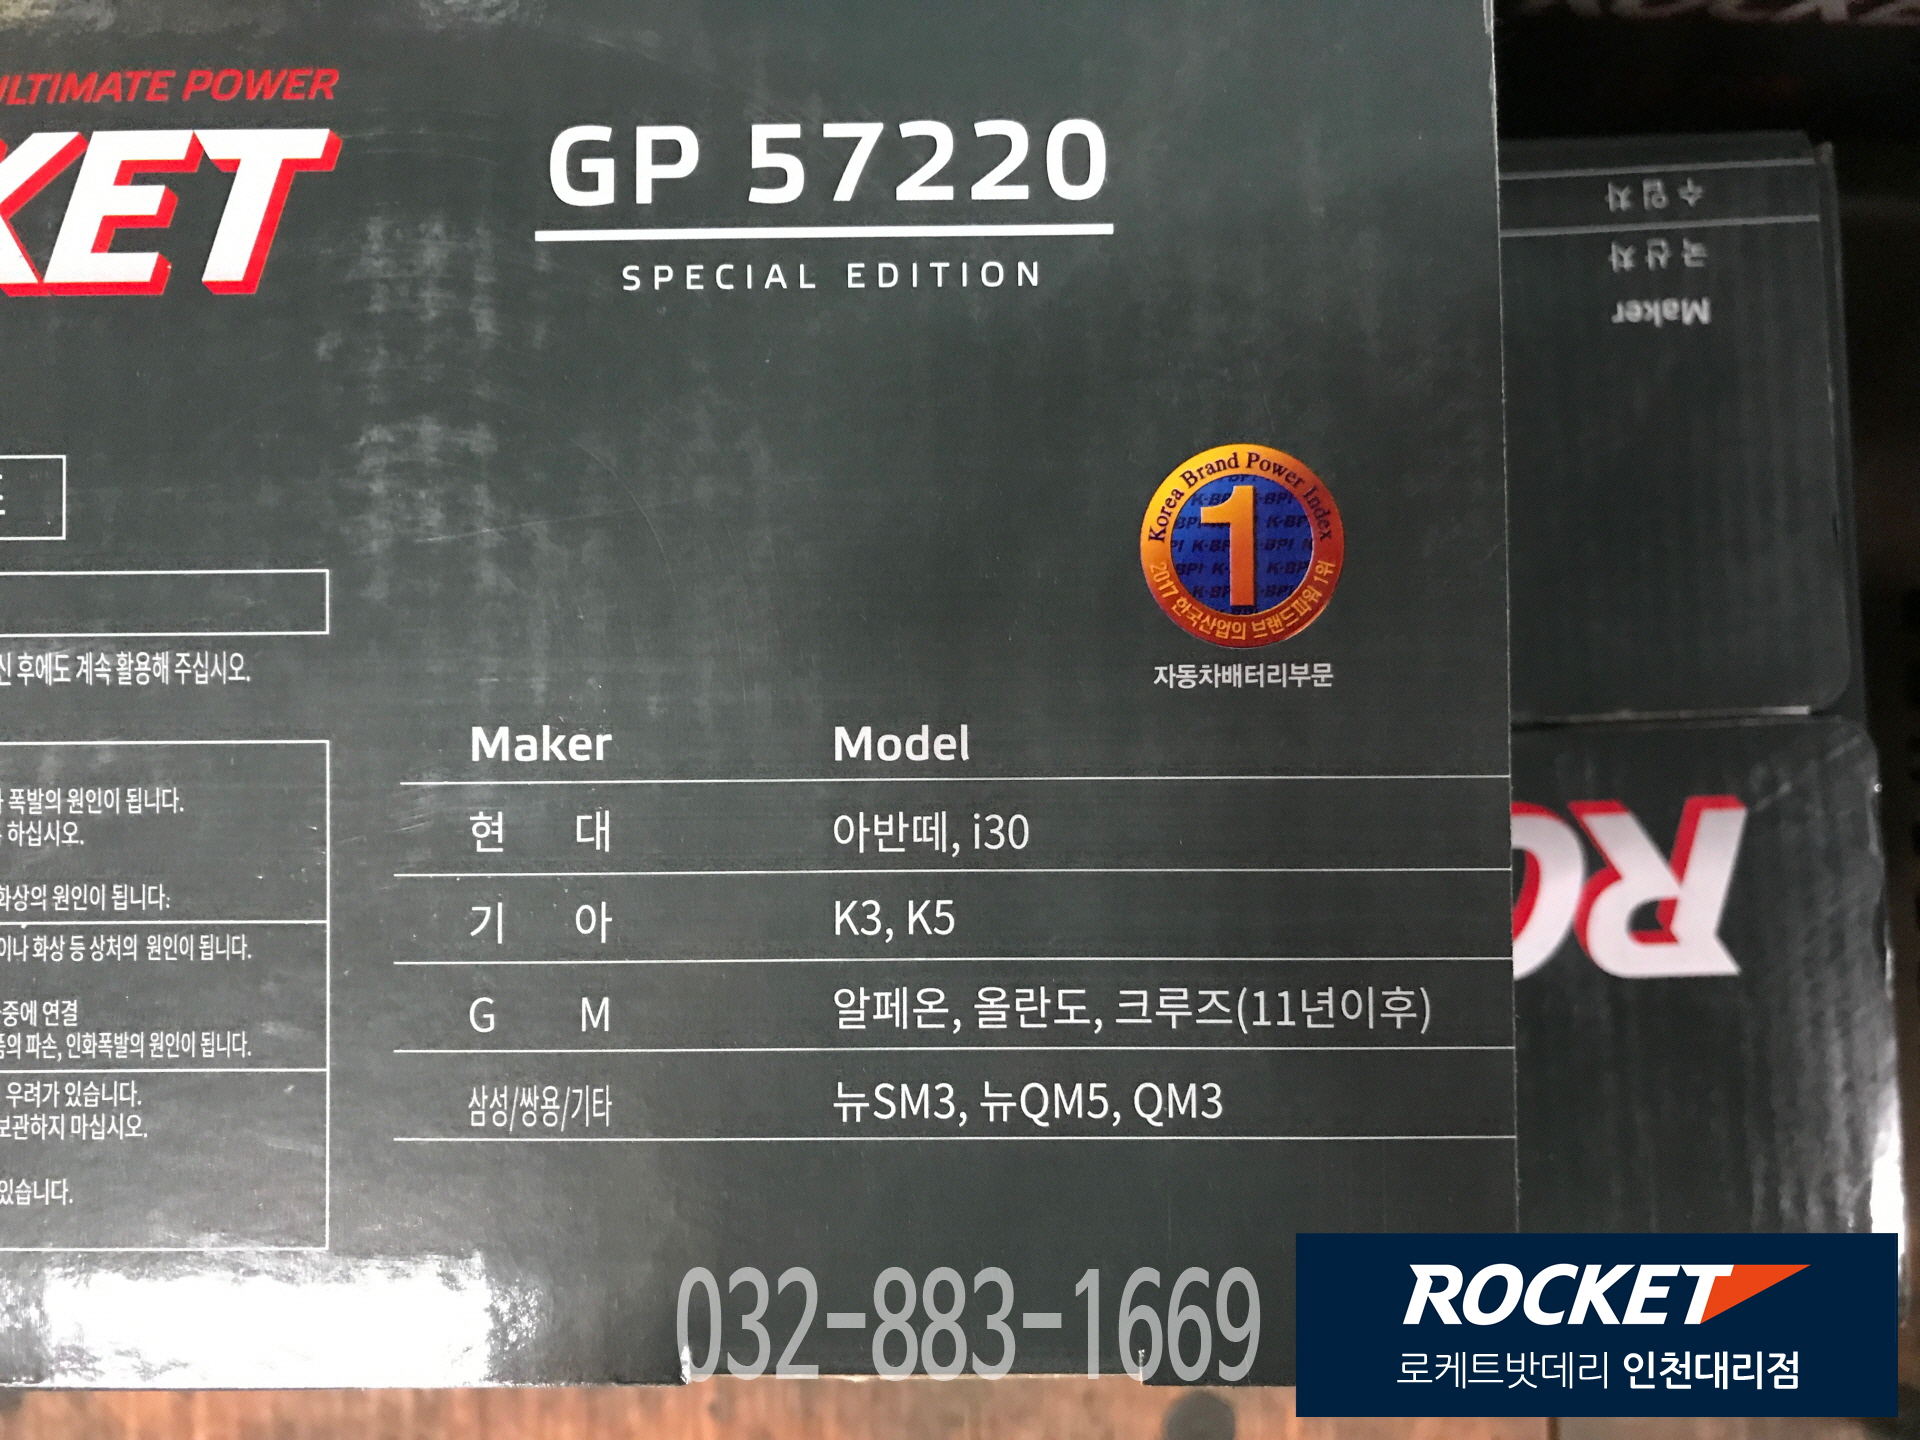 ULTIMATE POWER
KET
GP 57220
SPECIAL EDITION
Korea Brand Power Index
1
2017 한국산업의 브랜드파워 1위
자동차배터리부문
후에도 계속 활용해 주십시오.
폭발의 원인이 됩니다.
하십시오.
화상의 원인이 됩니다.
이나 화상 등 상처의 원인이 됩니다.
중에 연결
의 파손, 인화폭발의 원인이 됩니다.
우려가 있습니다.
보관하지 마십시오.
있습니다.
Maker Model
현 대 아반떼, i30
기 아 K3, K5
G M 알페온, 올란도, 크루즈(11년이후)
삼성/쌍용/기타 뉴SM3, 뉴QM5, QM3
수 입 차
국 산 차
Maker
RO
032-883-1669
ROCKET
로케트밧데리 인천대리점